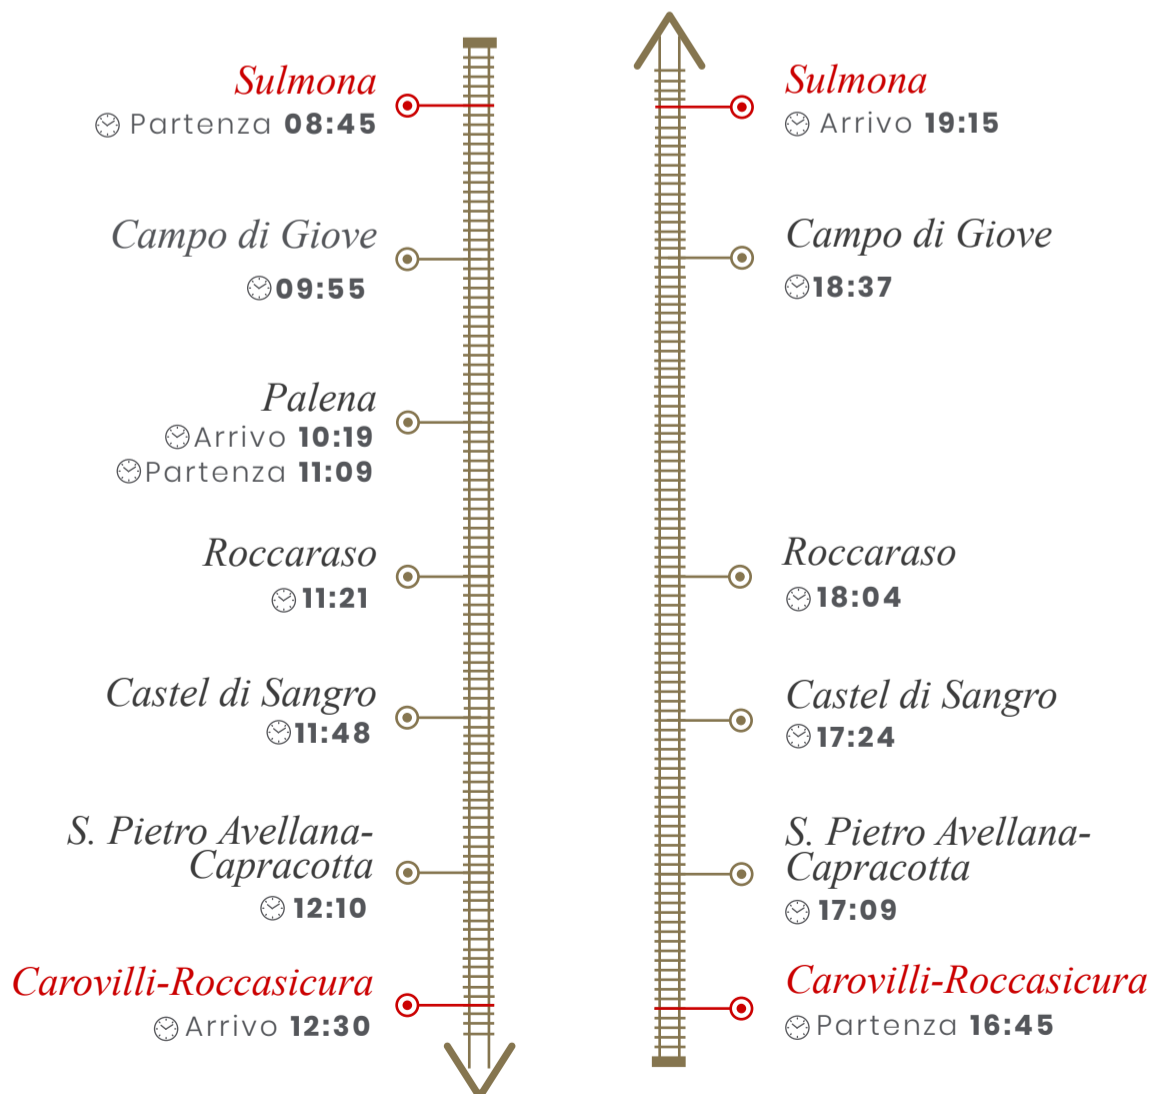 Sulmona
Partenza 08:45
Campo di Giove
09:55
Palena
Arrivo 10:19
Partenza 11:09
Roccaraso
11:21
Castel di Sangro
11:48
S. Pietro Avellana-
Capracotta
12:10
Carovilli-Roccasicura
Arrivo 12:30
Sulmona
Arrivo 19:15
Campo di Giove
18:37
Roccaraso
18:04
Castel di Sangro
17:24
S. Pietro Avellana-
Capracotta
17:09
Carovilli-Roccasicura
Partenza 16:45